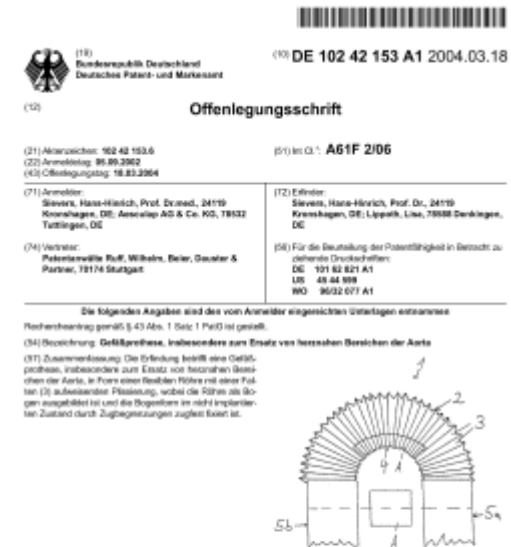 (19)
Bundesrepublik Deutschland
Deutsches Patent- und Markenamt
(10) DE 102 42 153 A1 2004.03.18
(12) Offenlegungsschrift
(21) Aktenzeichen: 102 42 153.6
(22) Anmeldetag: 05.09.2002
(43) Offenlegungstag: 18.03.2004
(51) Int Cl.7: A61F 2/06
(71) Anmelder:
Sievers, Hans-Hinrich, Prof. Dr.med., 24119
Kronshagen, DE; Aesculap AG & Co. KG, 78532
Tuttlingen, DE
(74) Vertreter:
Patentanwälte Ruff, Wilhelm, Beier, Dauster &
Partner, 70174 Stuttgart
(72) Erfinder:
Sievers, Hans-Hinrich, Prof. Dr., 24119
Kronshagen, DE; Lippoth, Lisa, 78588 Denkingen,
DE
(56) Für die Beurteilung der Patentfähigkeit in Betracht zu
ziehende Druckschriften:
DE 101 62 821 A1
US 45 44 599
WO 96/32 077 A1
Die folgenden Angaben sind den vom Anmelder eingereichten Unterlagen entnommen
Rechercheantrag gemäß § 43 Abs. 1 Satz 1 PatG ist gestellt.
(54) Bezeichnung: Gefäßprothese, insbesondere zum Ersatz von herznahen Bereichen der Aorta
(57) Zusammenfassung: Die Erfindung betrifft eine Gefäß-
prothese, insbesondere zum Ersatz von herznahen Berei-
chen der Aorta, in Form einer flexiblen Röhre mit einer Fal-
ten (3) aufweisenden Plissierung, wobei die Röhre als Bo-
gen ausgebildet ist und die Bogenform im nicht implantier-
ten Zustand durch Zugbegrenzungen zugfest fixiert ist.
1
2
3
4 A
5b
A
5a